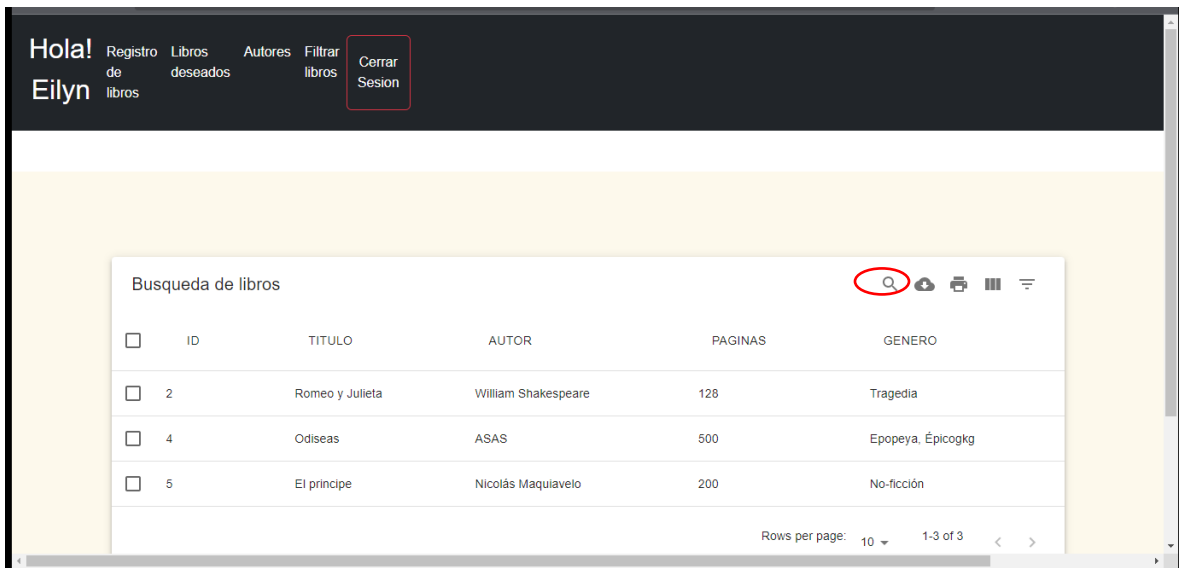 Hola!
Eilyn
Registro
de
libros
Libros
deseados
Autores
Filtrar
libros
Cerrar
Sesion
Busqueda de libros
ID TITULO AUTOR PAGINAS GENERO
2 Romeo y Julieta William Shakespeare 128 Tragedia
4 Odiseas ASAS 500 Epopeya, Épicogkg
5 El principe Nicolás Maquiavelo 200 No-ficción
Rows per page: 10 1-3 of 3